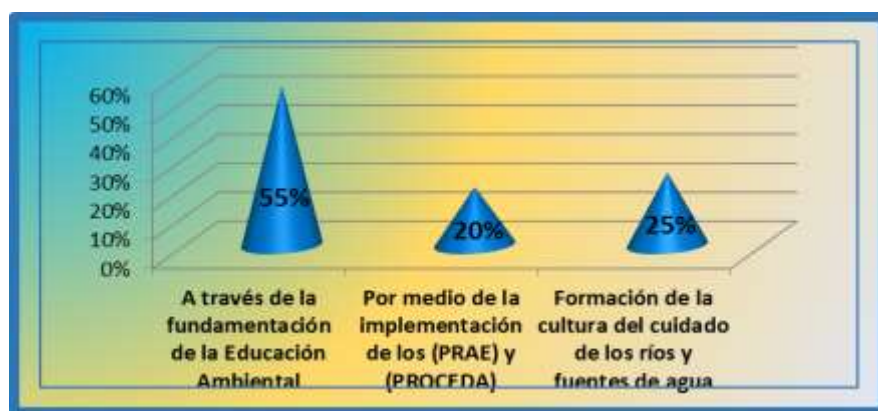 60%
50%
40%
30%
20%
10%
0%
55%
20%
25%
A través de la
fundamentación
de la Educación
Ambiental
Por medio de la
implementación
de los (PRAE) y
(PROCEDA)
Formación de la
cultura del cuidado
de los ríos y
fuentes de agua